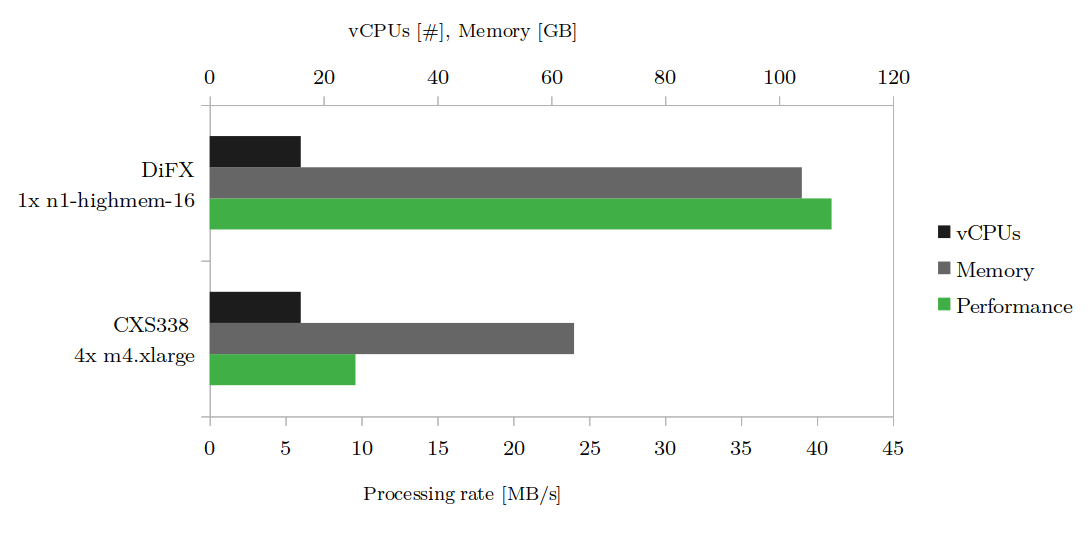 vCPUs [#], Memory [GB]
0 20 40 60 80 100 120
DiFX
1x n1-highmem-16
CXS338
4x m4.xlarge
vCPUs
Memory
Performance
0 5 10 15 20 25 30 35 40 45
Processing rate [MB/s]